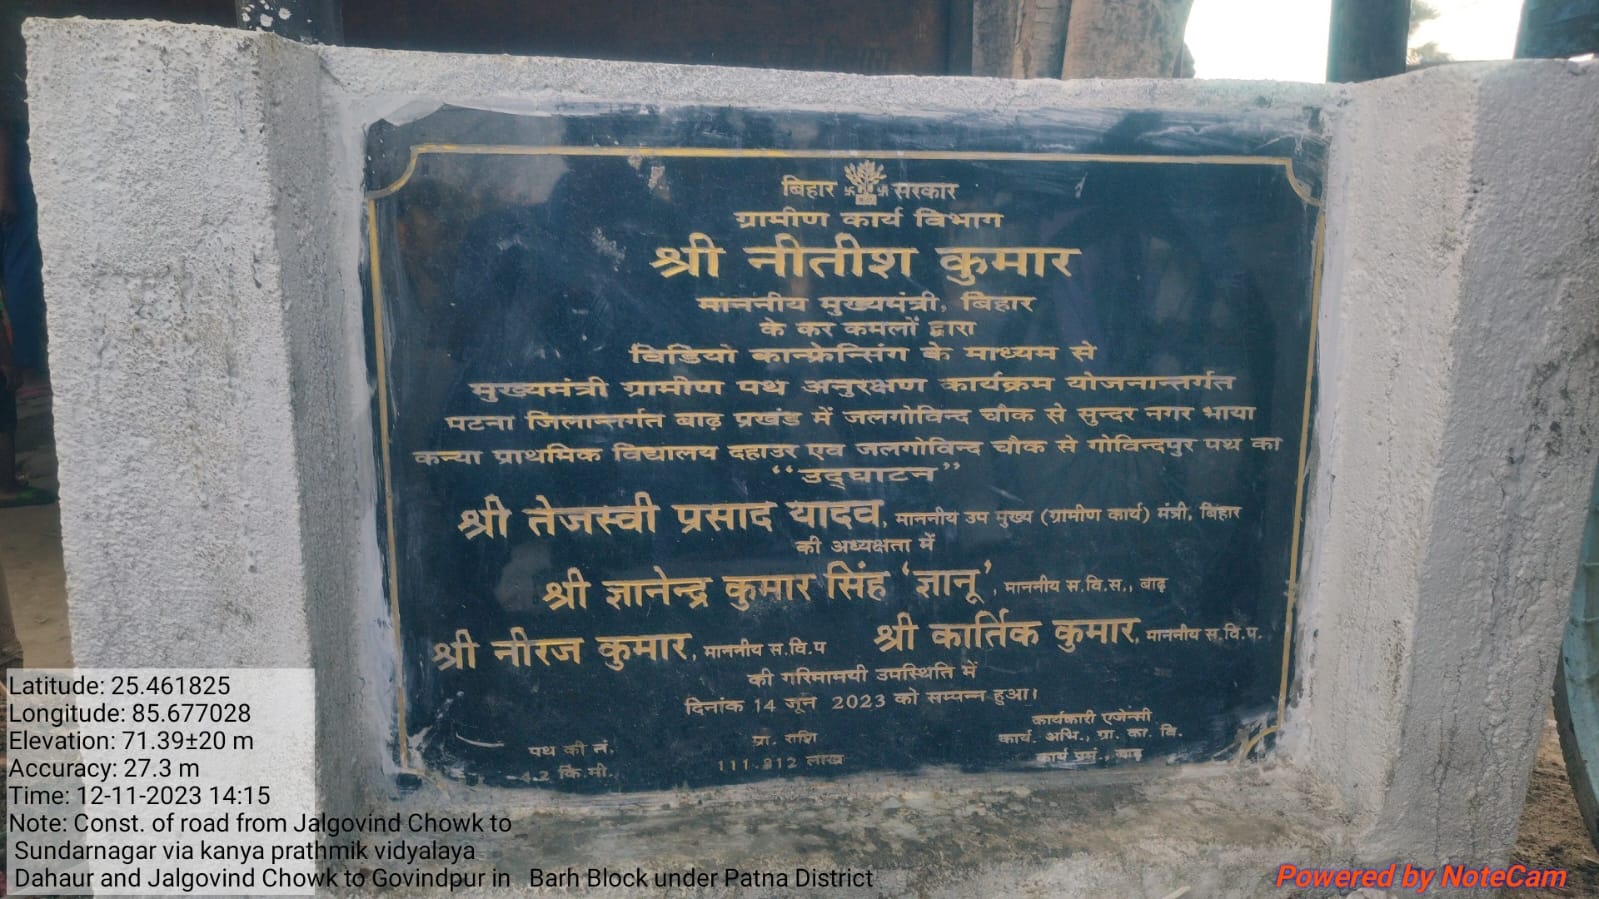 बिहार सरकार
ग्रामीण कार्य विभाग
श्री नीतीश कुमार
माननीय मुख्यमंत्री, बिहार
के कर कमलों द्वारा
विडियो कान्फ्रेन्सिंग के माध्यम से
मुख्यमंत्री ग्रामीण पथ अनुरक्षण कार्यक्रम योजनान्तर्गत
पटना जिलान्तर्गत बाढ़ प्रखंड में जलगोविन्द चौक से सुन्दर नगर भाया
कन्या प्राथमिक विद्यालय दहाउर एव जलगोविन्द चौक से गोविन्दपुर पथ का
“उद्घाटन”
श्री तेजस्वी प्रसाद यादव, माननीय उप मुख्य (ग्रामीण कार्य) मंत्री, बिहार
की अध्यक्षता में
श्री ज्ञानेन्द्र कुमार सिंह ‘ज्ञानू’, माननीय स.वि.स., बाढ़
श्री नीरज कुमार, माननीय स.वि.प श्री कार्तिक कुमार, माननीय स.वि.प.
की गरिमामयी उपस्थिति में
दिनांक 14 जून 2023 को सम्पन्न हुआ।
पथ की लं.
4.2 कि.मी.
प्रा. राशि
111.912 लाख
कार्यकारी एजेन्सी
कार्य. अभि., ग्रा. का. वि.
कार्य प्रमं., बाढ़
Latitude: 25.461825
Longitude: 85.677028
Elevation: 71.39±20 m
Accuracy: 27.3 m
Time: 12-11-2023 14:15
Note: Const. of road from Jalgovind Chowk to
Sundarnagar via kanya prathmik vidyalaya
Dahaur and Jalgovind Chowk to Govindpur in Barh Block under Patna District
Powered by NoteCam